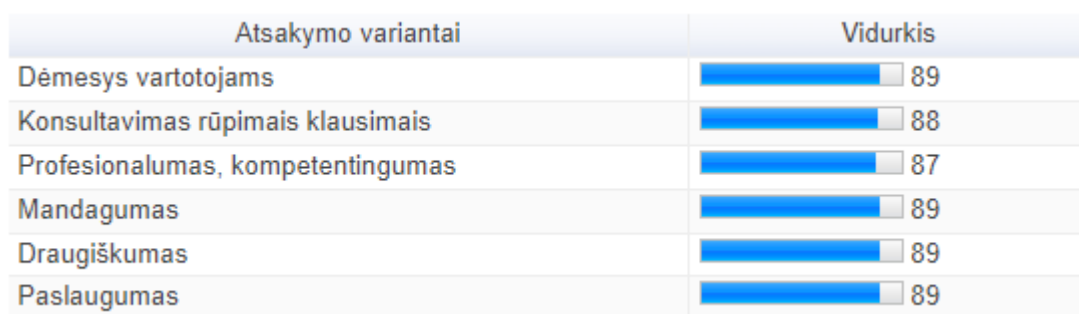 Atsakymo variantai Vidurkis
Dėmesys vartotojams 89
Konsultavimas rūpimais klausimais 88
Profesionalumas, kompetentingumas 87
Mandagumas 89
Draugiškumas 89
Paslaugumas 89